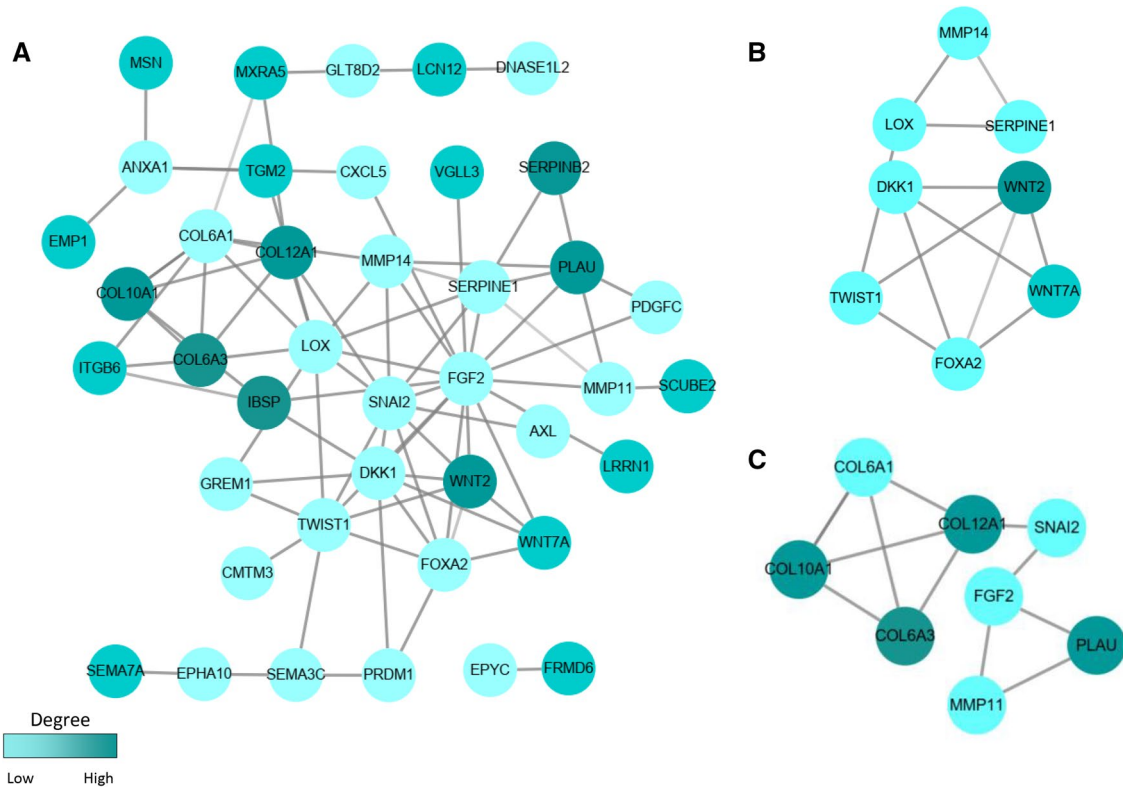 A
MSN
MXRA5
GLT8D2
LCN12
DNASE1L2
ANXA1
TGM2
CXCL5
VGLL3
SERPINB2
EMP1
COL6A1
COL12A1
MMP14
SERPINE1
PLAU
COL10A1
PDGFC
ITGB6
COL6A3
LOX
FGF2
MMP11
SCUBE2
IBSP
SNAI2
AXL
LRRN1
GREM1
DKK1
WNT2
TWIST1
WNT7A
CMTM3
FOXA2
SEMA7A
EPHA10
SEMA3C
PRDM1
EPYC
FRMD6
Degree
Low High
B
MMP14
LOX
SERPINE1
DKK1
WNT2
TWIST1
WNT7A
FOXA2
C
COL6A1
COL12A1
SNAI2
COL10A1
FGF2
COL6A3
PLAU
MMP11